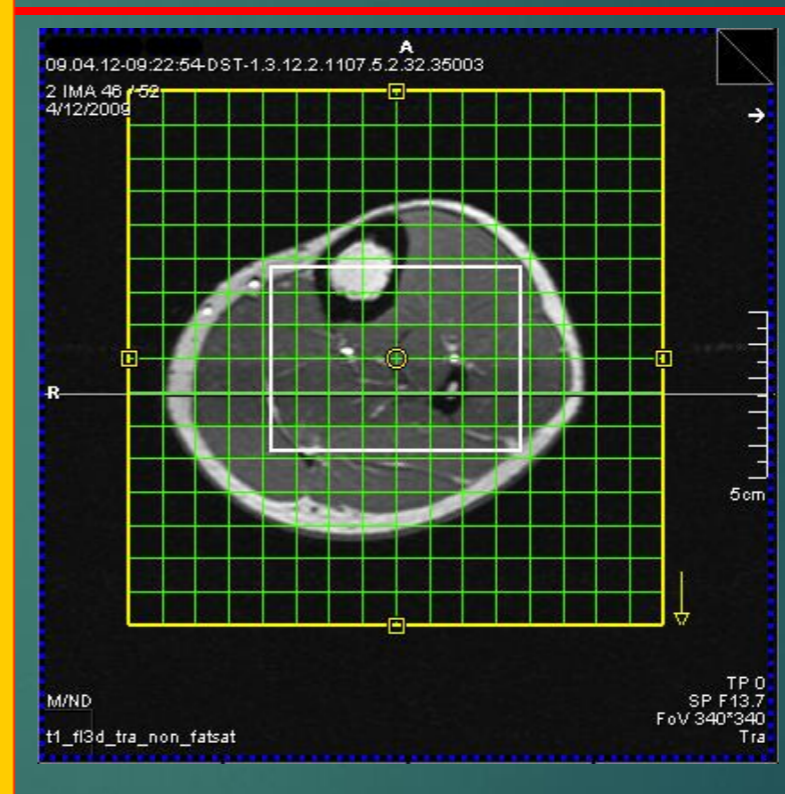 A
09.04.12-09:22:54-DST-1.3.12.2.1107.5.2.32.35003
2 IMA 46 / 52
4/12/2009
R
5cm
TP 0
M/ND
SP F13.7
FoV 340*340
t1_fl3d_tra_non_fatsat
Tra